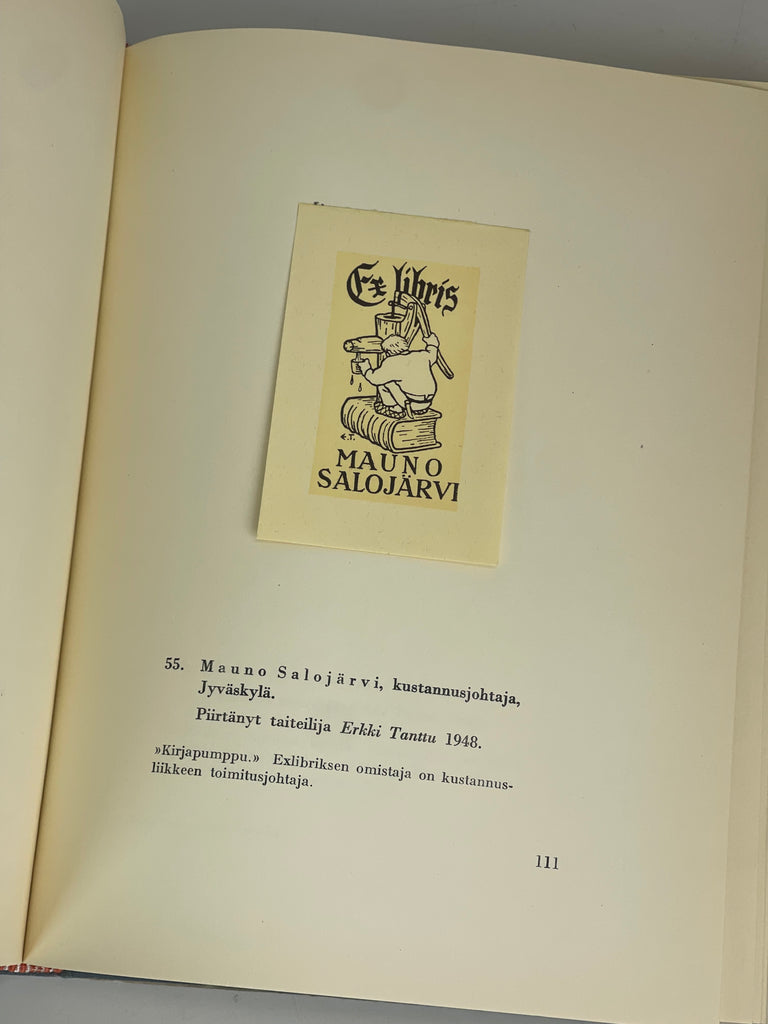 Ex libris
E.T.
MAUNO
SALOJÄRVI
55. Mauno Salojärvi, kustannusjohtaja,
Jyväskylä.
Piirtänyt taiteilija Erkki Tanttu 1948.
»Kirjapumppu.» Exlibriksen omistaja on kustannus-
liikkeen toimitusjohtaja.
111